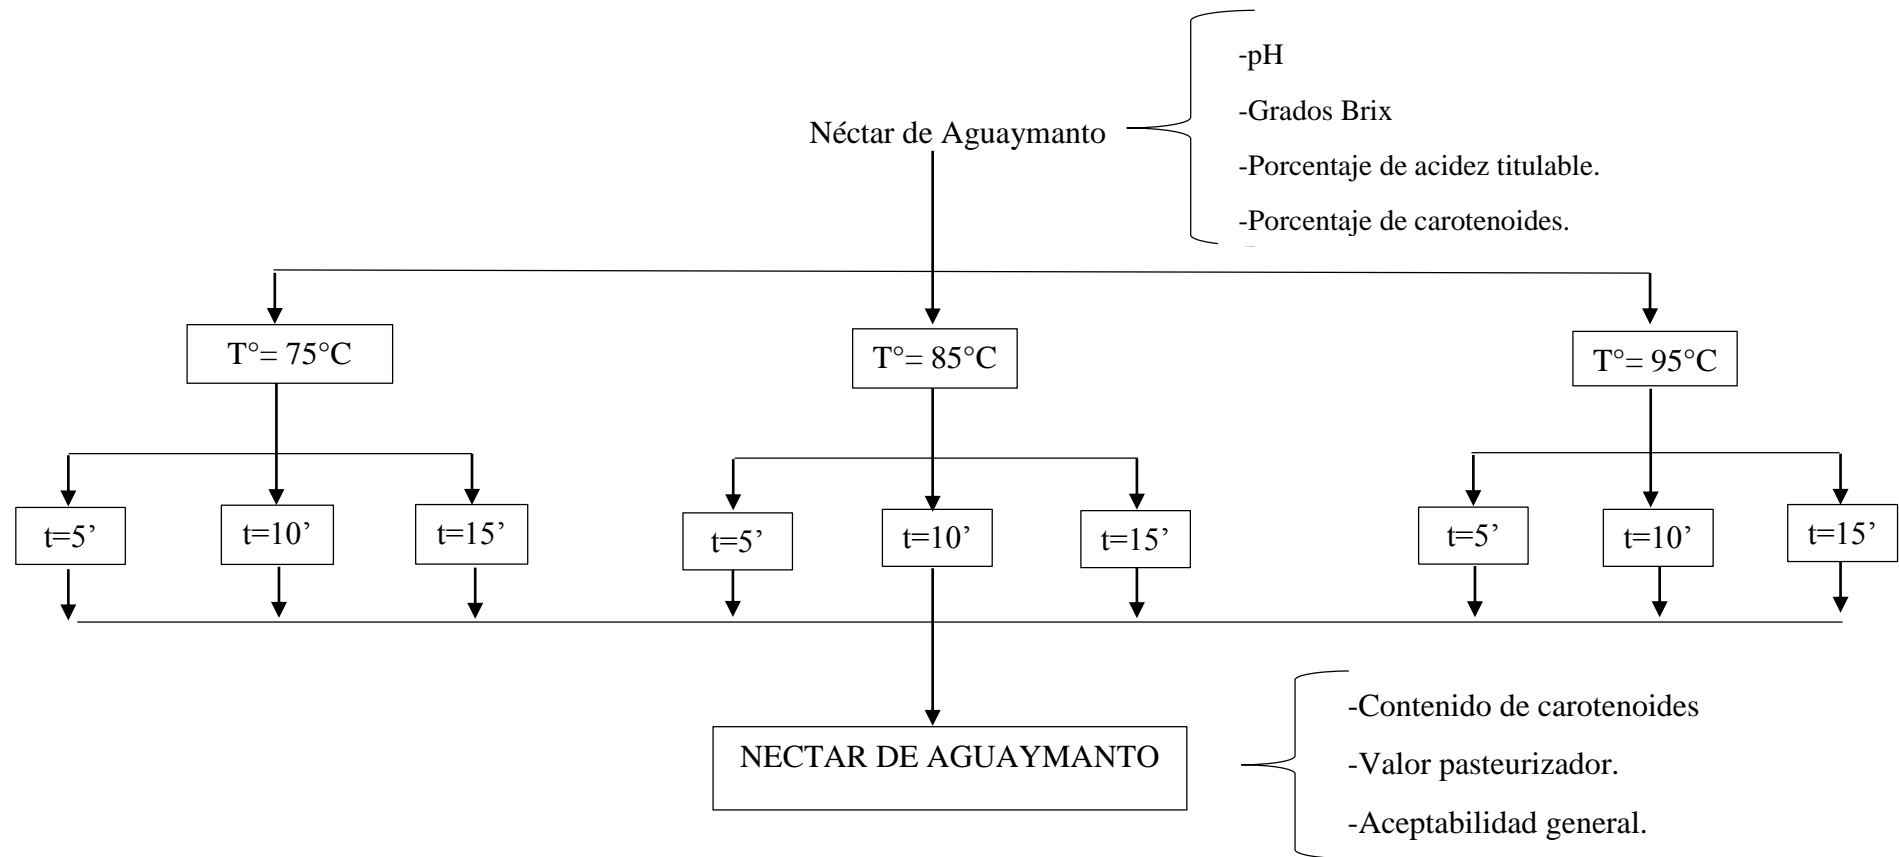 -pH
-Grados Brix
Néctar de Aguaymanto
-Porcentaje de acidez titulable.
-Porcentaje de carotenoides.
T°= 75°C
T°= 85°C
T°= 95°C
t=5’
t=10’
t=15’
t=5’
t=10’
t=15’
t=5’
t=10’
t=15’
NECTAR DE AGUAYMANTO
-Contenido de carotenoides
-Valor pasteurizador.
-Aceptabilidad general.